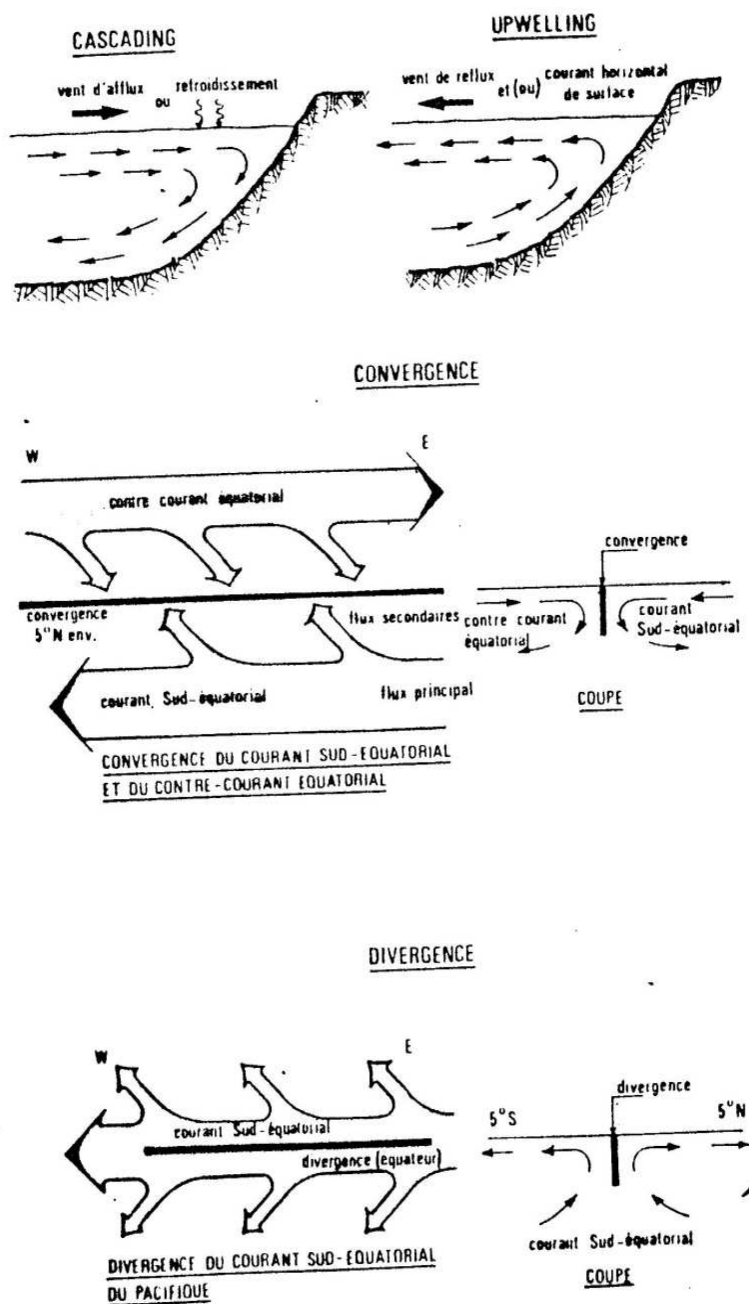 CASCADING
vent d'afflux ou refroidissement
UPWELLING
vent de reflux et (ou) courant horizontal
de surface
CONVERGENCE
W
E
contre courant équatorial
convergence
5°N env.
flux secondaires
courant Sud-équatorial
flux principal
CONVERGENCE DU COURANT SUD-EQUATORIAL
ET DU CONTRE-COURANT EQUATORIAL
convergence
contre courant
équatorial
courant
Sud-équatorial
COUPE
DIVERGENCE
W
E
courant Sud-équatorial
divergence (équateur)
DIVERGENCE DU COURANT SUD-EQUATORIAL
DU PACIFIQUE
divergence
5°S
5°N
courant Sud-équatorial
COUPE